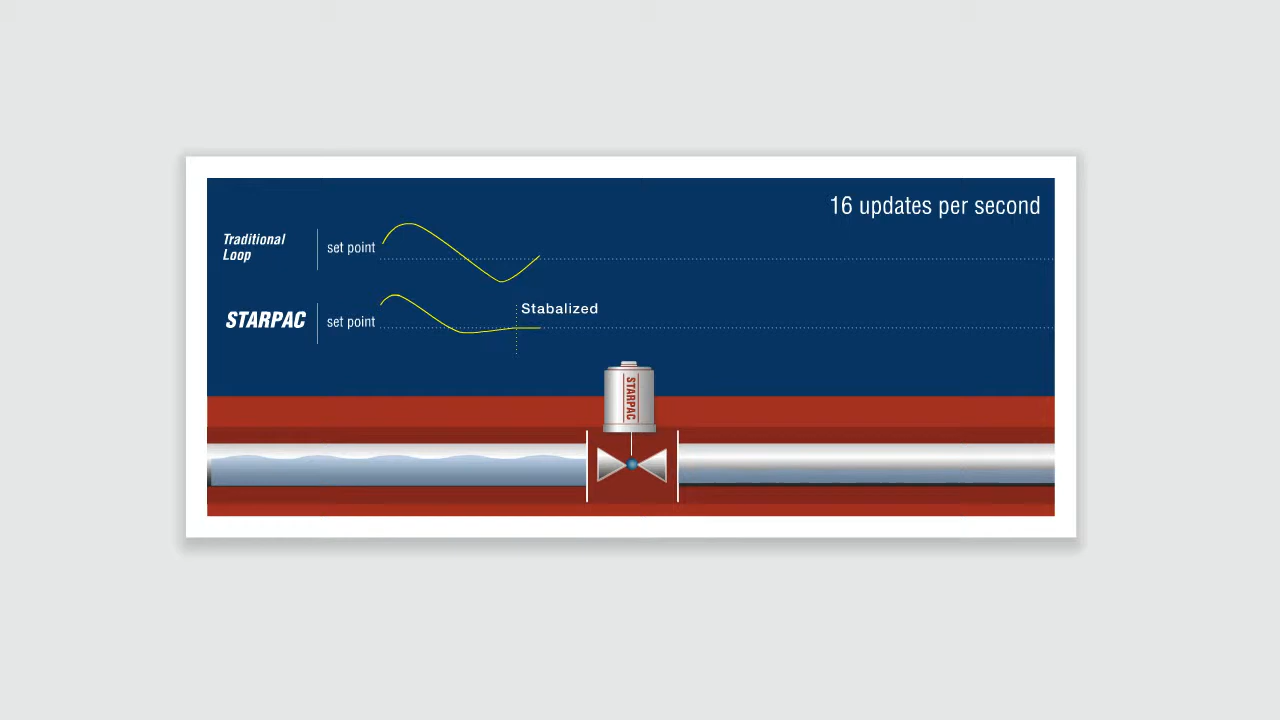 16 updates per second
Traditional
Loop
set point
Stabalized
STARPAC
set point
STARPAC